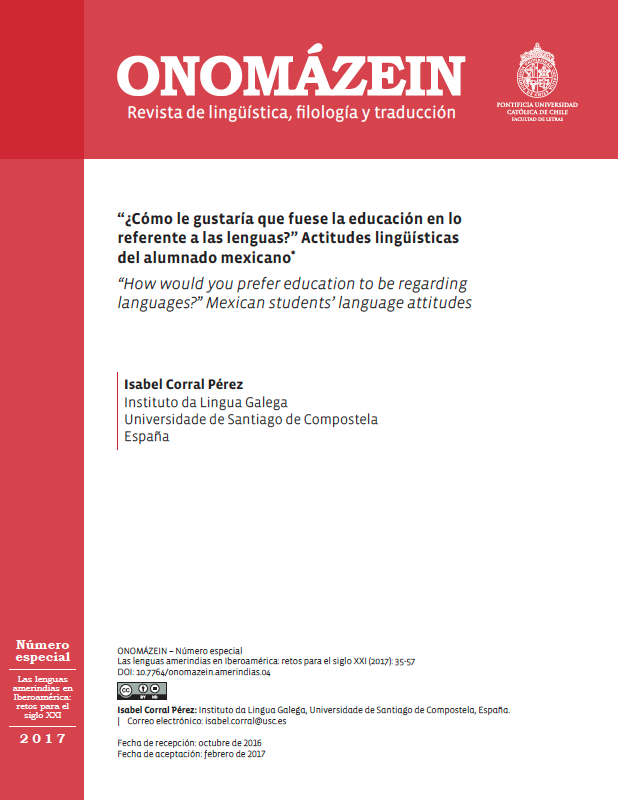 ONOMÁZEIN
Revista de lingüística, filología y traducción
PONTIFICIA UNIVERSIDAD
CATÓLICA DE CHILE
FACULTAD DE LETRAS
“¿Cómo le gustaría que fuese la educación en lo
referente a las lenguas?” Actitudes lingüísticas
del alumnado mexicano*
“How would you prefer education to be regarding
languages?” Mexican students’ language attitudes
Isabel Corral Pérez
Instituto da Lingua Galega
Universidade de Santiago de Compostela
España
Número
especial
Las lenguas
amerindias en
Iberoamérica:
retos para el
siglo XXI
2017
ONOMÁZEIN – Número especial
Las lenguas amerindias en Iberoamérica: retos para el siglo XXI (2017): 35-57
DOI: 10.7764/onomazein.amerindias.04
cc BY ND
Isabel Corral Pérez: Instituto da Lingua Galega, Universidade de Santiago de Compostela, España.
| Correo electrónico: isabel.corral@usc.es
Fecha de recepción: octubre de 2016
Fecha de aceptación: febrero de 2017